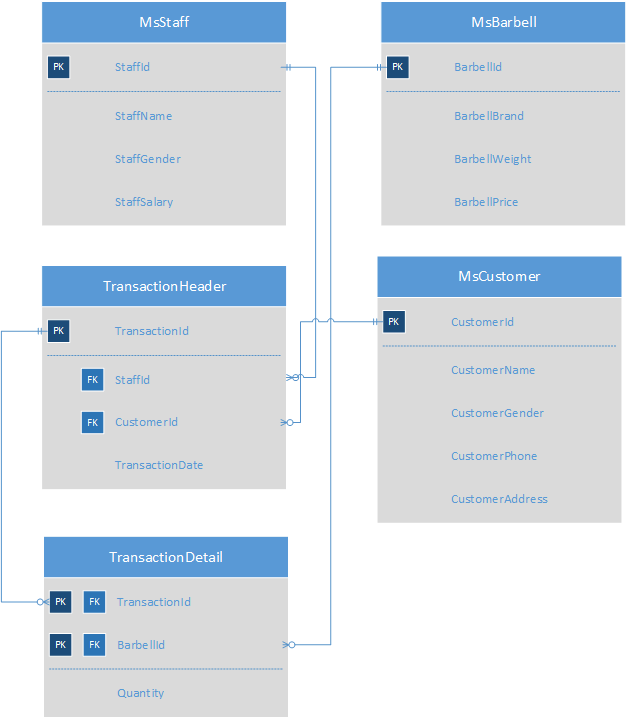 MsStaff
PK StaffId
StaffName
StaffGender
StaffSalary
MsBarbell
PK BarbellId
BarbellBrand
BarbellWeight
BarbellPrice
TransactionHeader
PK TransactionId
FK StaffId
FK CustomerId
TransactionDate
MsCustomer
PK CustomerId
CustomerName
CustomerGender
CustomerPhone
CustomerAddress
TransactionDetail
PK FK TransactionId
PK FK BarbellId
Quantity